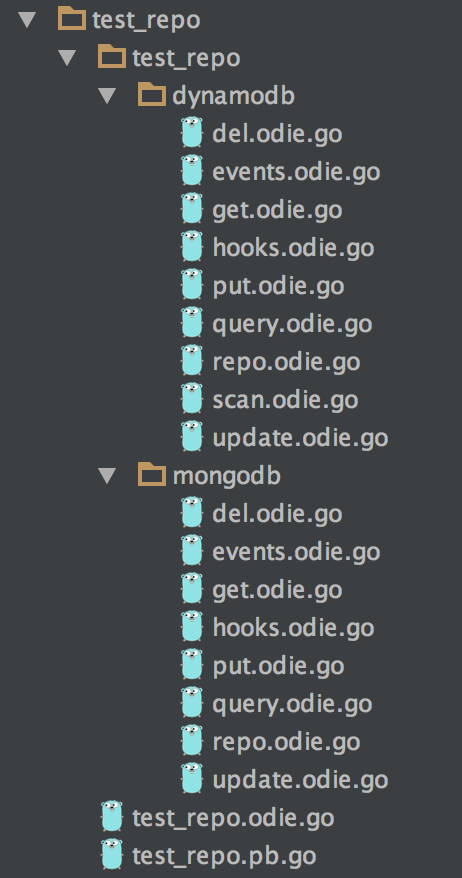 test_repo
test_repo
dynamodb
del.odie.go
events.odie.go
get.odie.go
hooks.odie.go
put.odie.go
query.odie.go
repo.odie.go
scan.odie.go
update.odie.go
mongodb
del.odie.go
events.odie.go
get.odie.go
hooks.odie.go
put.odie.go
query.odie.go
repo.odie.go
update.odie.go
test_repo.odie.go
test_repo.pb.go